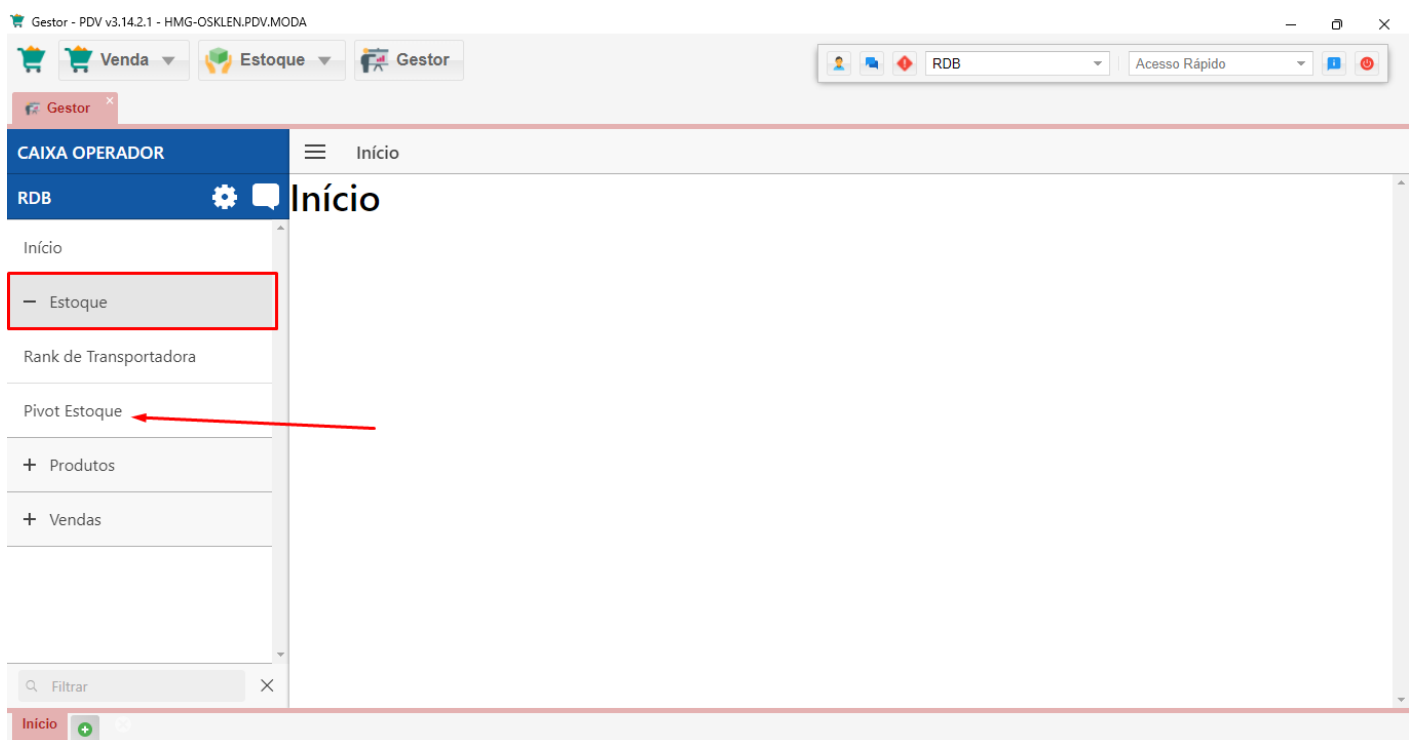 Gestor - PDV v3.14.2.1 - HMG-OSKLEN.PDV.MODA
Venda Estoque Gestor RDB Acesso Rápido
Gestor
CAIXA OPERADOR Início
RDB Início
Início
Estoque
Rank de Transportadora
Pivot Estoque
Produtos
Vendas
Filtrar
Início